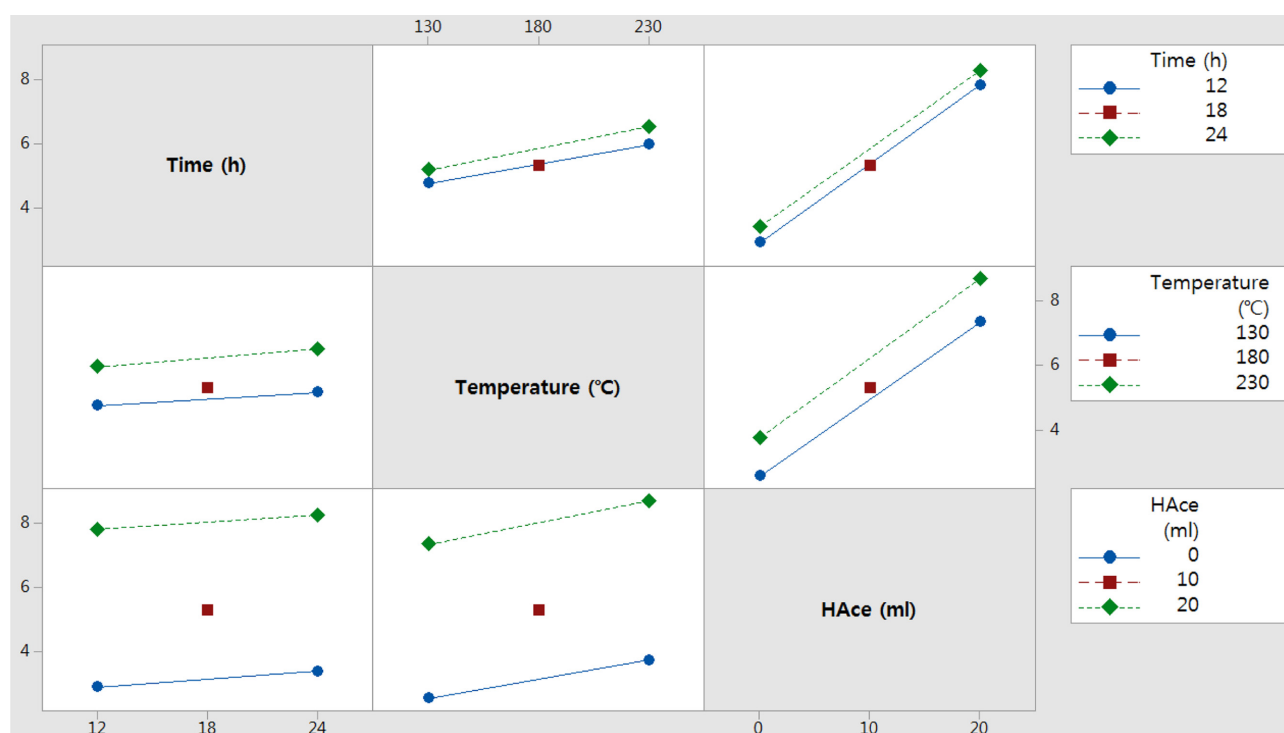 130 180 230
8
6
4
Time (h)
Time (h)
12
18
24
Temperature (℃)
8
6
4
Temperature
(℃)
130
180
230
8
6
4
HAce (ml)
HAce
(ml)
0
10
20
12 18 24
0 10 20